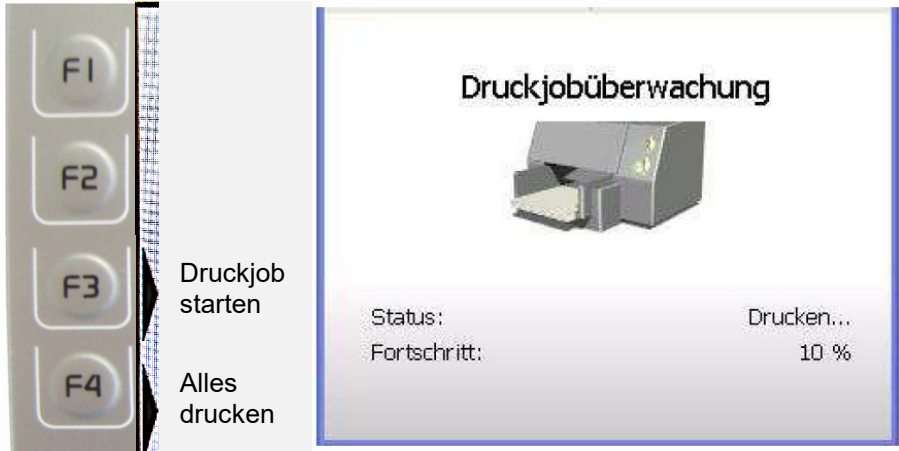 F1
F2
F3
Druckjob
starten
F4
Alles
drucken
Druckjobüberwachung
Status: Drucken...
Fortschritt: 10 %